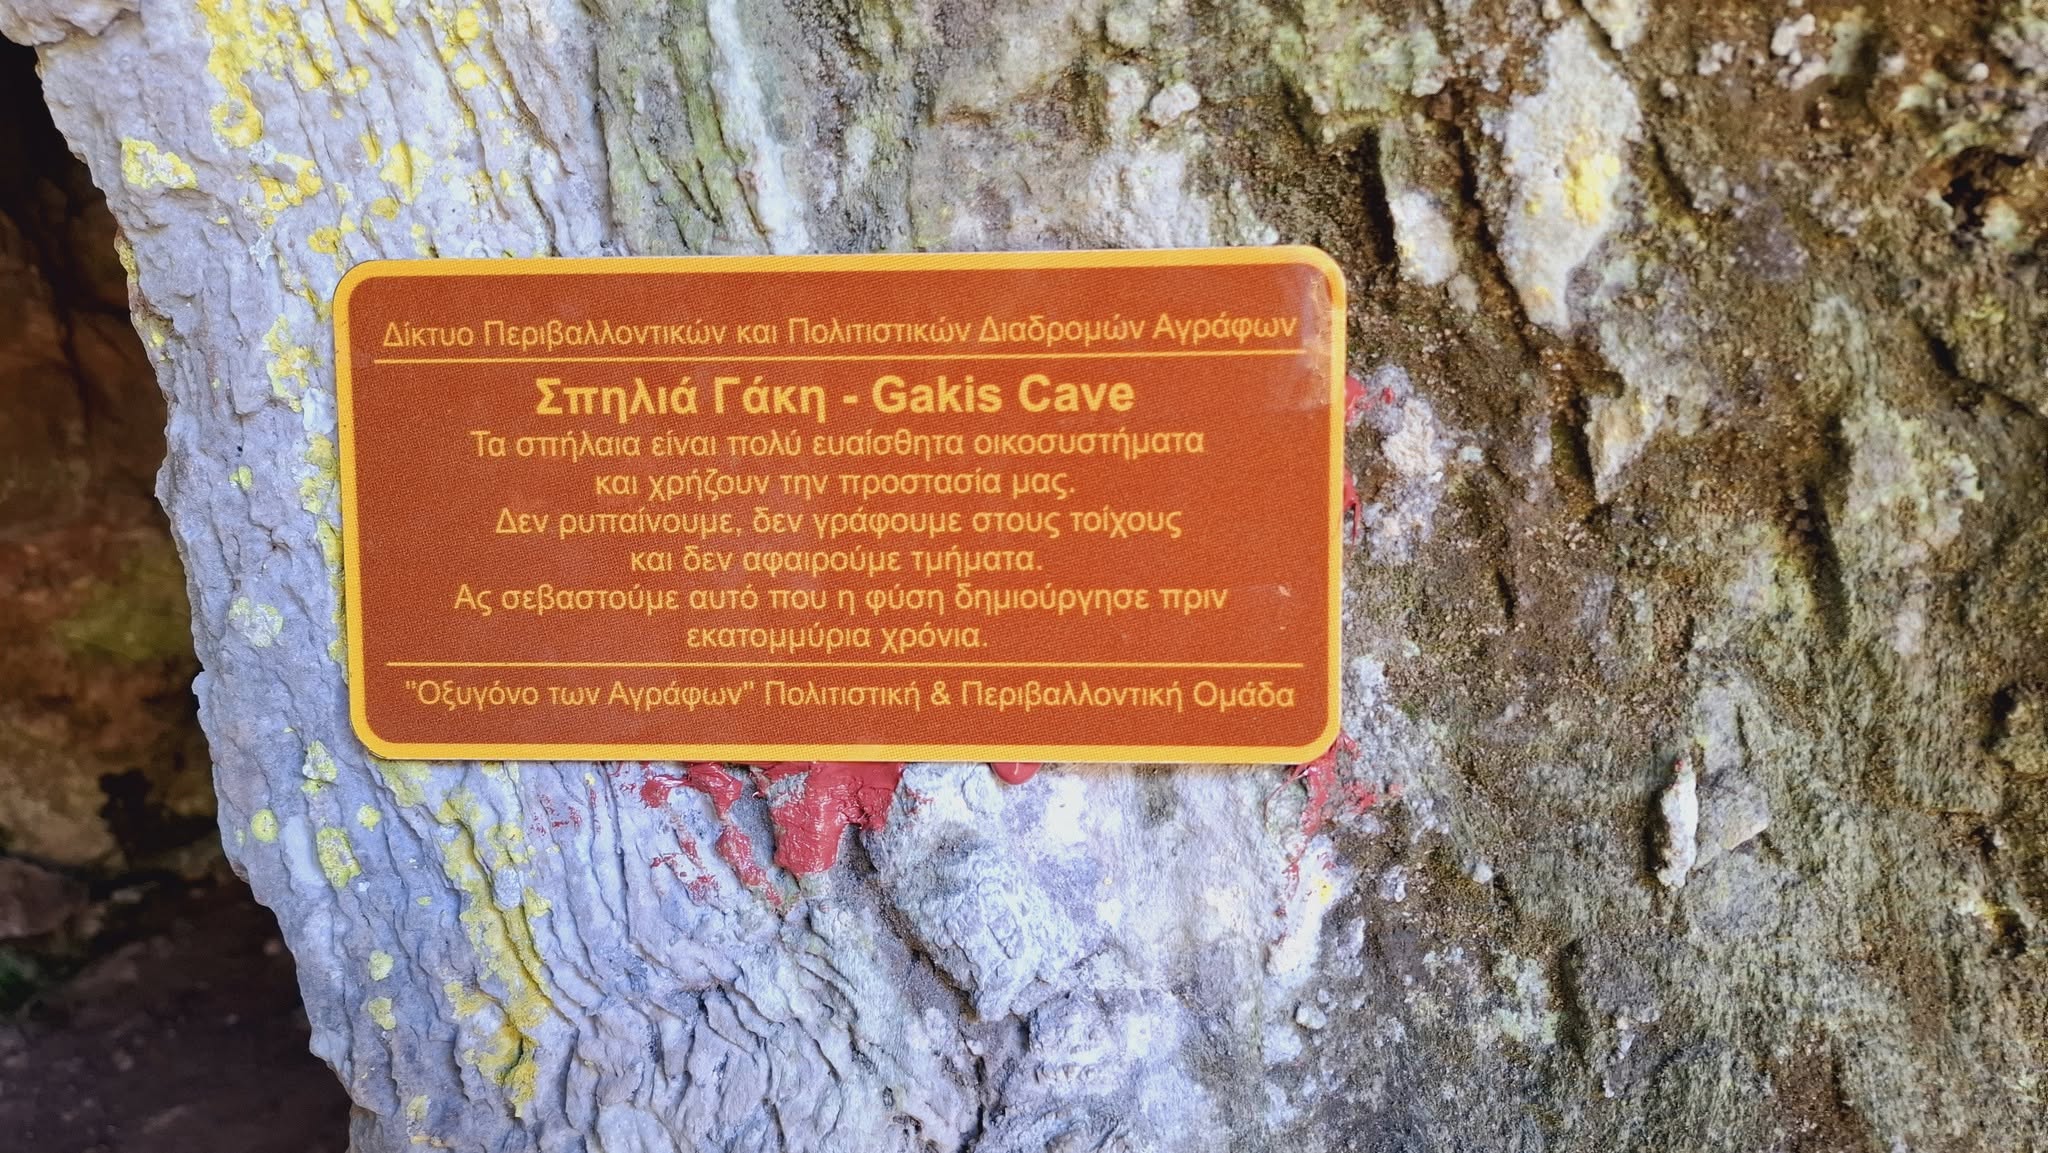 Δίκτυο Περιβαλλοντικών και Πολιτιστικών Διαδρομών Αγράφων
Σπηλιά Γάκη - Gakis Cave
Τα σπήλαια είναι πολύ ευαίσθητα οικοσυστήματα
και χρήζουν την προστασία μας.
Δεν ρυπαίνουμε, δεν γράφουμε στους τοίχους
και δεν αφαιρούμε τμήματα.
Ας σεβαστούμε αυτό που η φύση δημιούργησε πριν
εκατομμύρια χρόνια.
"Οξυγόνο των Αγράφων" Πολιτιστική & Περιβαλλοντική Ομάδα